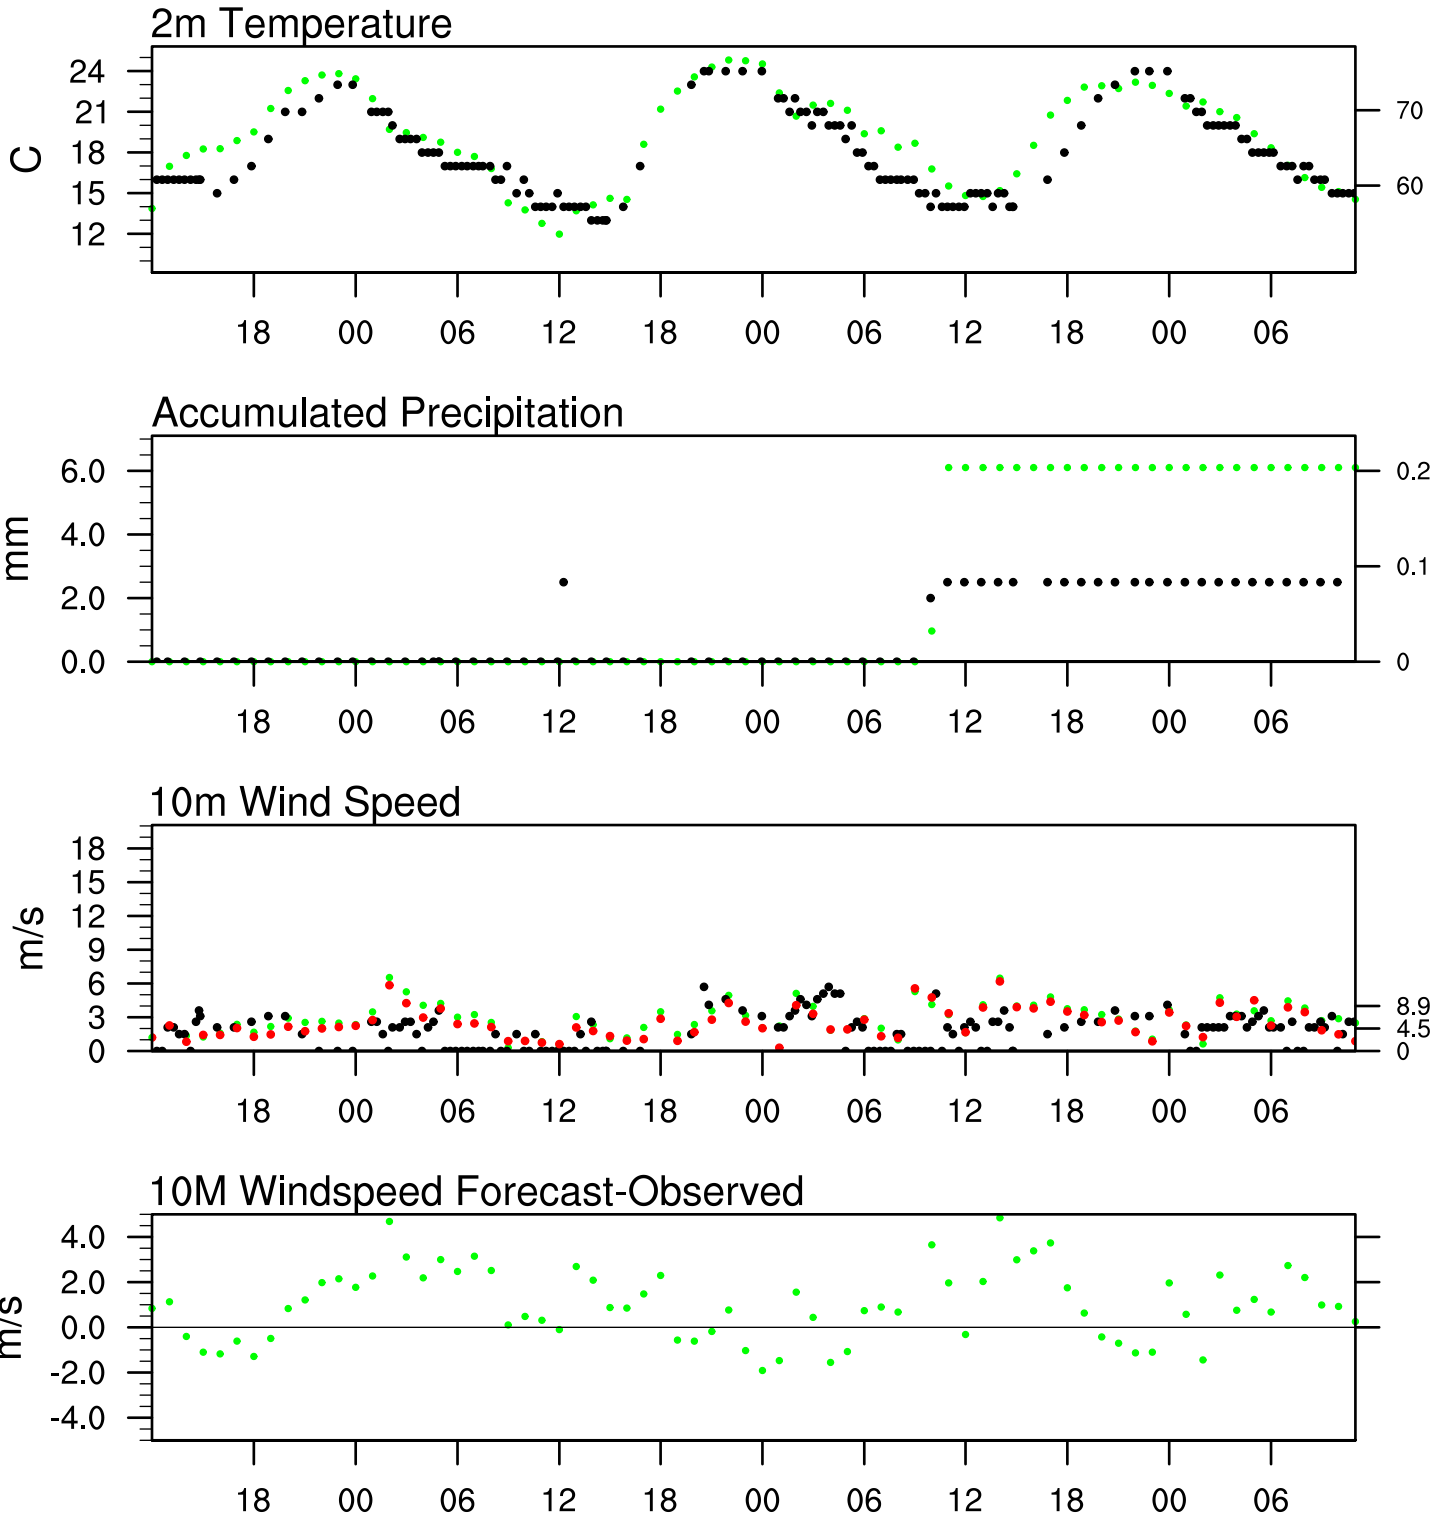 2m Temperature
24
21
18
15
12
C
70
60
18 00 06 12 18 00 06 12 18 00 06
Accumulated Precipitation
6.0
4.0
2.0
0.0
mm
0.2
0.1
0
18 00 06 12 18 00 06 12 18 00 06
10m Wind Speed
18
15
12
9
6
3
0
m/s
8.9
4.5
0
18 00 06 12 18 00 06 12 18 00 06
10M Windspeed Forecast-Observed
4.0
2.0
0.0
-2.0
-4.0
m/s
18 00 06 12 18 00 06 12 18 00 06